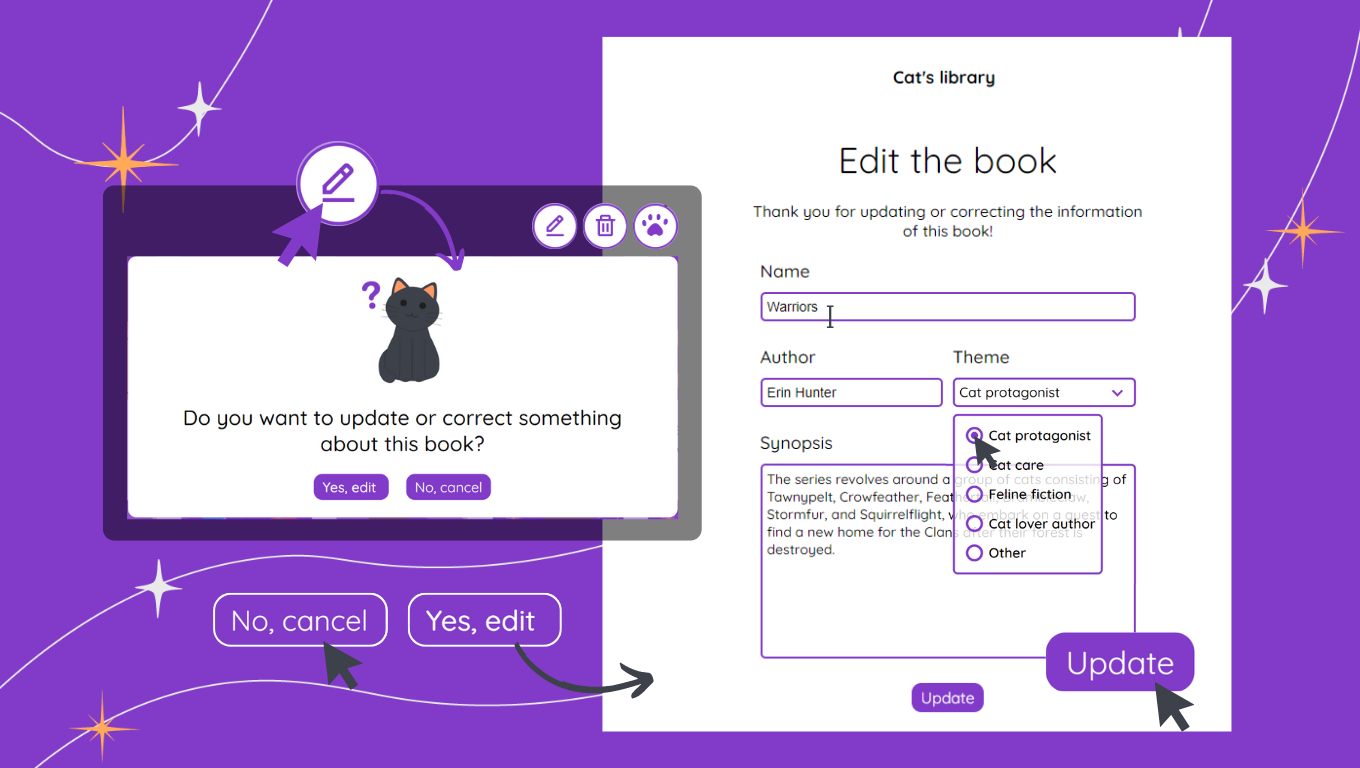 Cat's library
Edit the book
Thank you for updating or correcting the information
of this book!
Name
Warriors
Author
Theme
Erin Hunter
Cat protagonist
Synopsis
Cat protagonist
Cat care
Feline fiction
Cat lover author
Other
The series revolves around a group of cats consisting of
Tawnypelt, Crowfeather,
Stormfur, and Squirrelflight, who embark on a quest to
find a new home for the Clans after their forest is
destroyed.
Update
Update
?
Do you want to update or correct something
about this book?
Yes, edit
No, cancel
No, cancel
Yes, edit